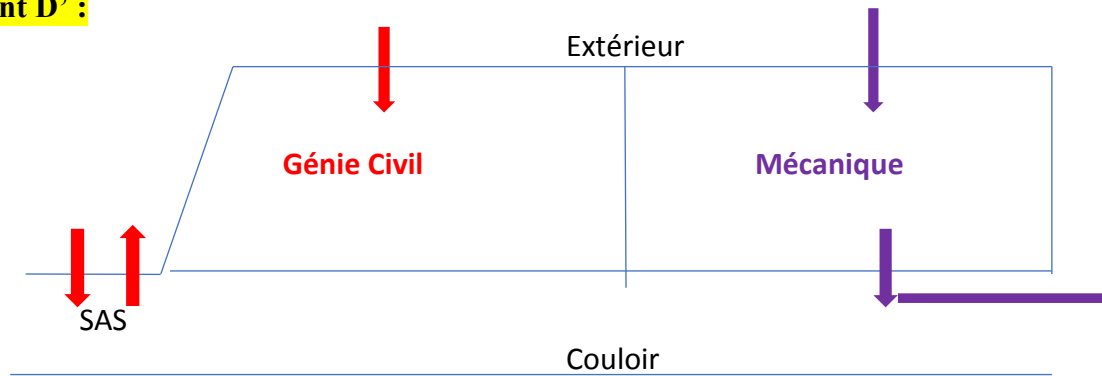 nt D’ :
Extérieur
Génie Civil
Mécanique
SAS
Couloir